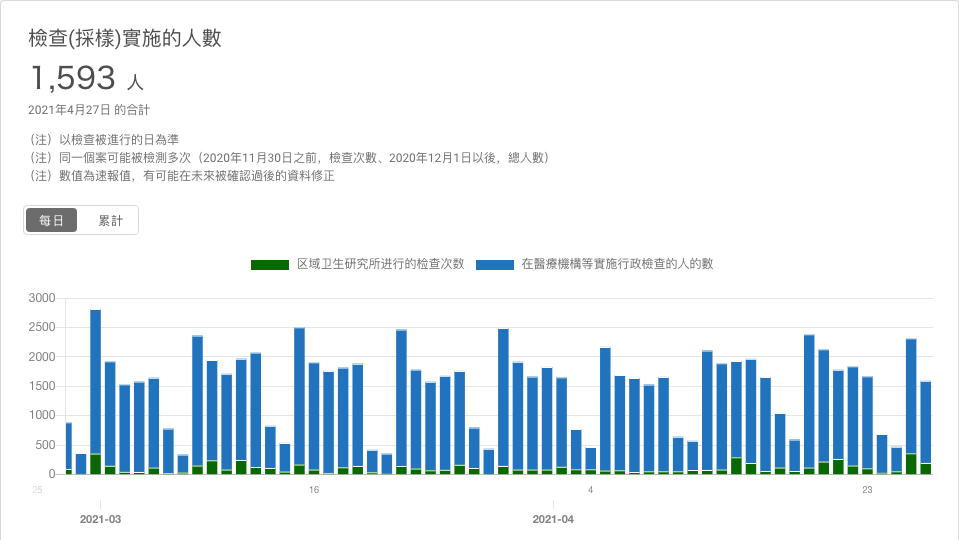 檢查(採樣)實施的人數
1,593 人
2021年4月27日 的合計
（注）以檢查被進行的日為準
（注）同一個案可能被檢測多次（2020年11月30日之前，檢查次數、2020年12月1日以後，總人數）
（注）數值為速報值，有可能在未來被確認過後的資料修正
每日 累計
区域卫生研究所进行的检查次数 在醫療機構等實施行政檢查的人的數
3000
2500
2000
1500
1000
500
0
25 16 4 23
2021-03 2021-04